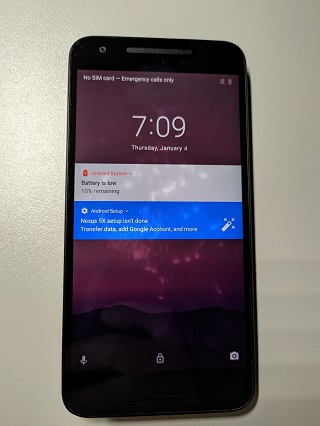 No SIM card — Emergency calls only
7:09
Thursday, January 4
Android System
Battery is low
10% remaining
Android Setup
Nexus 5X setup isn't done
Transfer data, add Google Account, and more